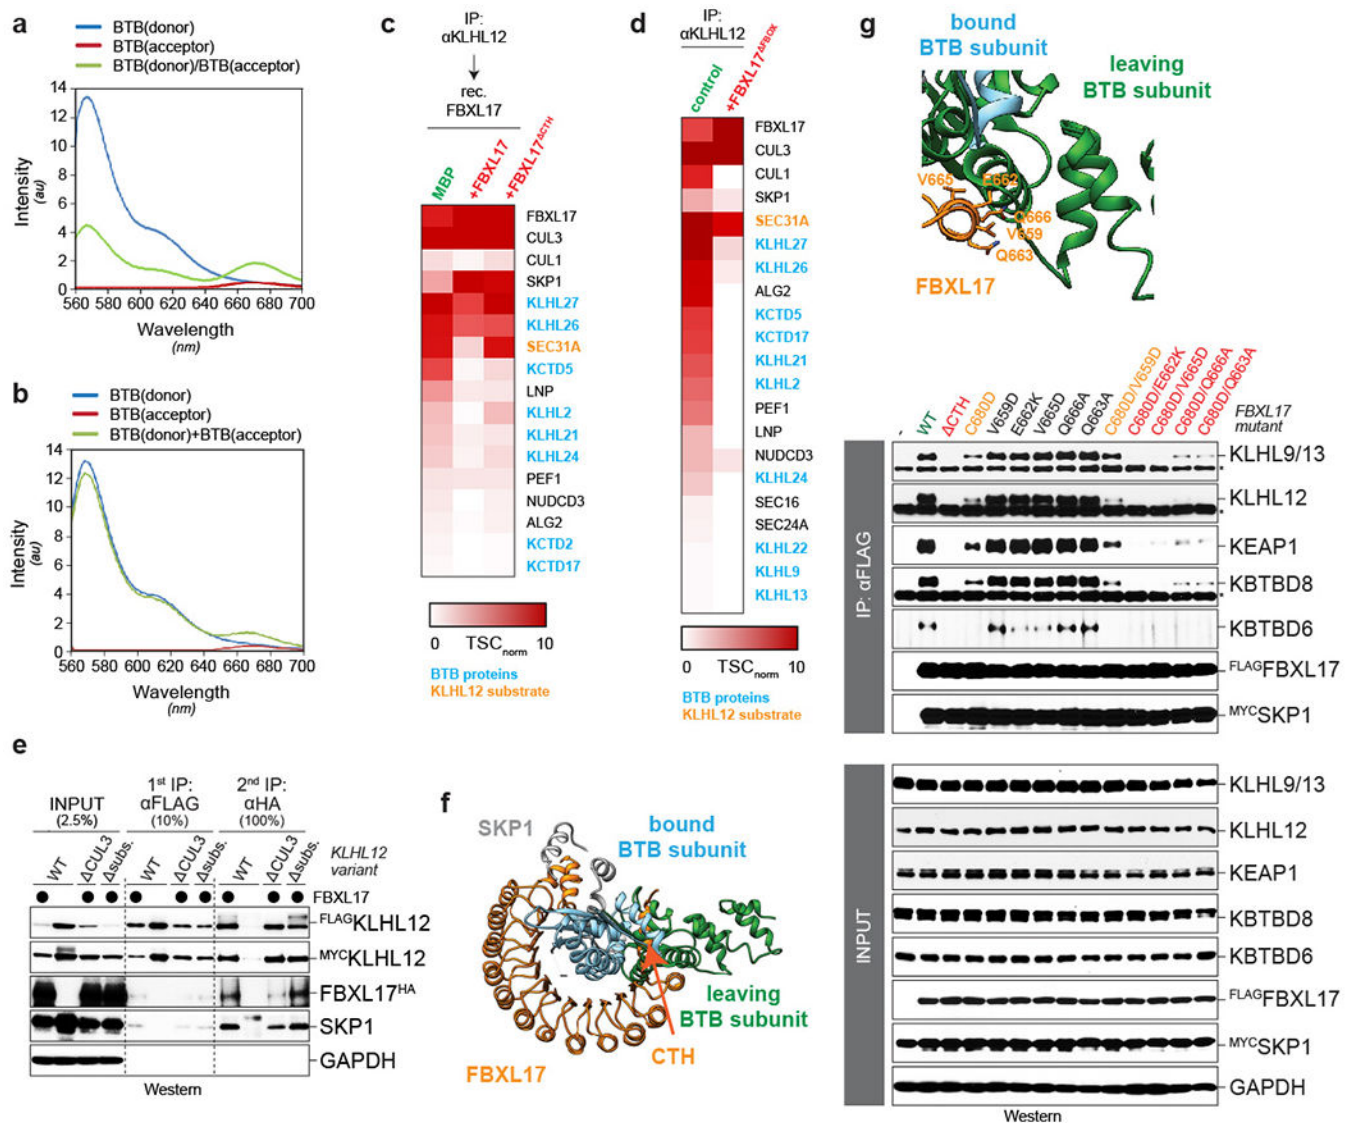 a
BTB(donor)
BTB(acceptor)
BTB(donor)/BTB(acceptor)
14
12
10
8
6
4
2
0
Intensity
(au)
560 580 600 620 640 660 680 700
Wavelength
(nm)
b
BTB(donor)
BTB(acceptor)
BTB(donor)+BTB(acceptor)
14
12
10
8
6
4
2
0
Intensity
(au)
560 580 600 620 640 660 680 700
Wavelength
(nm)
c
IP:
αKLHL12
rec.
FBXL17
MBP
+FBXL17
+FBXL17ΔCTH
FBXL17
CUL3
CUL1
SKP1
KLHL27
KLHL26
SEC31A
KCTD5
LNP
KLHL2
KLHL21
KLHL24
PEF1
NUDCD3
ALG2
KCTD2
KCTD17
0 TSCnorm 10
BTB proteins
KLHL12 substrate
d
IP:
αKLHL12
control
+FBXL17ΔFBOX
FBXL17
CUL3
CUL1
SKP1
SEC31A
KLHL27
KLHL26
ALG2
KCTD5
KCTD17
KLHL21
KLHL2
PEF1
LNP
NUDCD3
KLHL24
SEC16
SEC24A
KLHL22
KLHL9
KLHL13
0 TSCnorm 10
BTB proteins
KLHL12 substrate
e
INPUT
(2.5%)
1st IP:
αFLAG
(10%)
2nd IP:
αHA
(100%)
WT ΔCUL3 Δsubs. WT ΔCUL3 Δsubs. WT ΔCUL3 Δsubs.
KLHL12
variant
FBXL17
FLAGKLHL12
MYCKLHL12
FBXL17HA
SKP1
GAPDH
Western
f
SKP1
bound
BTB subunit
leaving
BTB subunit
CTH
FBXL17
g
bound
BTB subunit
leaving
BTB subunit
V665
E662
Q666
V659
Q663
FBXL17
- WT ΔCTH C680D V659D E662K V665D Q666A Q663A C680D/V659D C680D/E662K C680D/V665D C680D/Q666A C680D/Q663A
FBXL17
mutant
IP: αFLAG
KLHL9/13
*
KLHL12
*
KEAP1
KBTBD8
*
KBTBD6
FLAGFBXL17
MYCSKP1
INPUT
KLHL9/13
KLHL12
KEAP1
KBTBD8
KBTBD6
FLAGFBXL17
MYCSKP1
GAPDH
Western